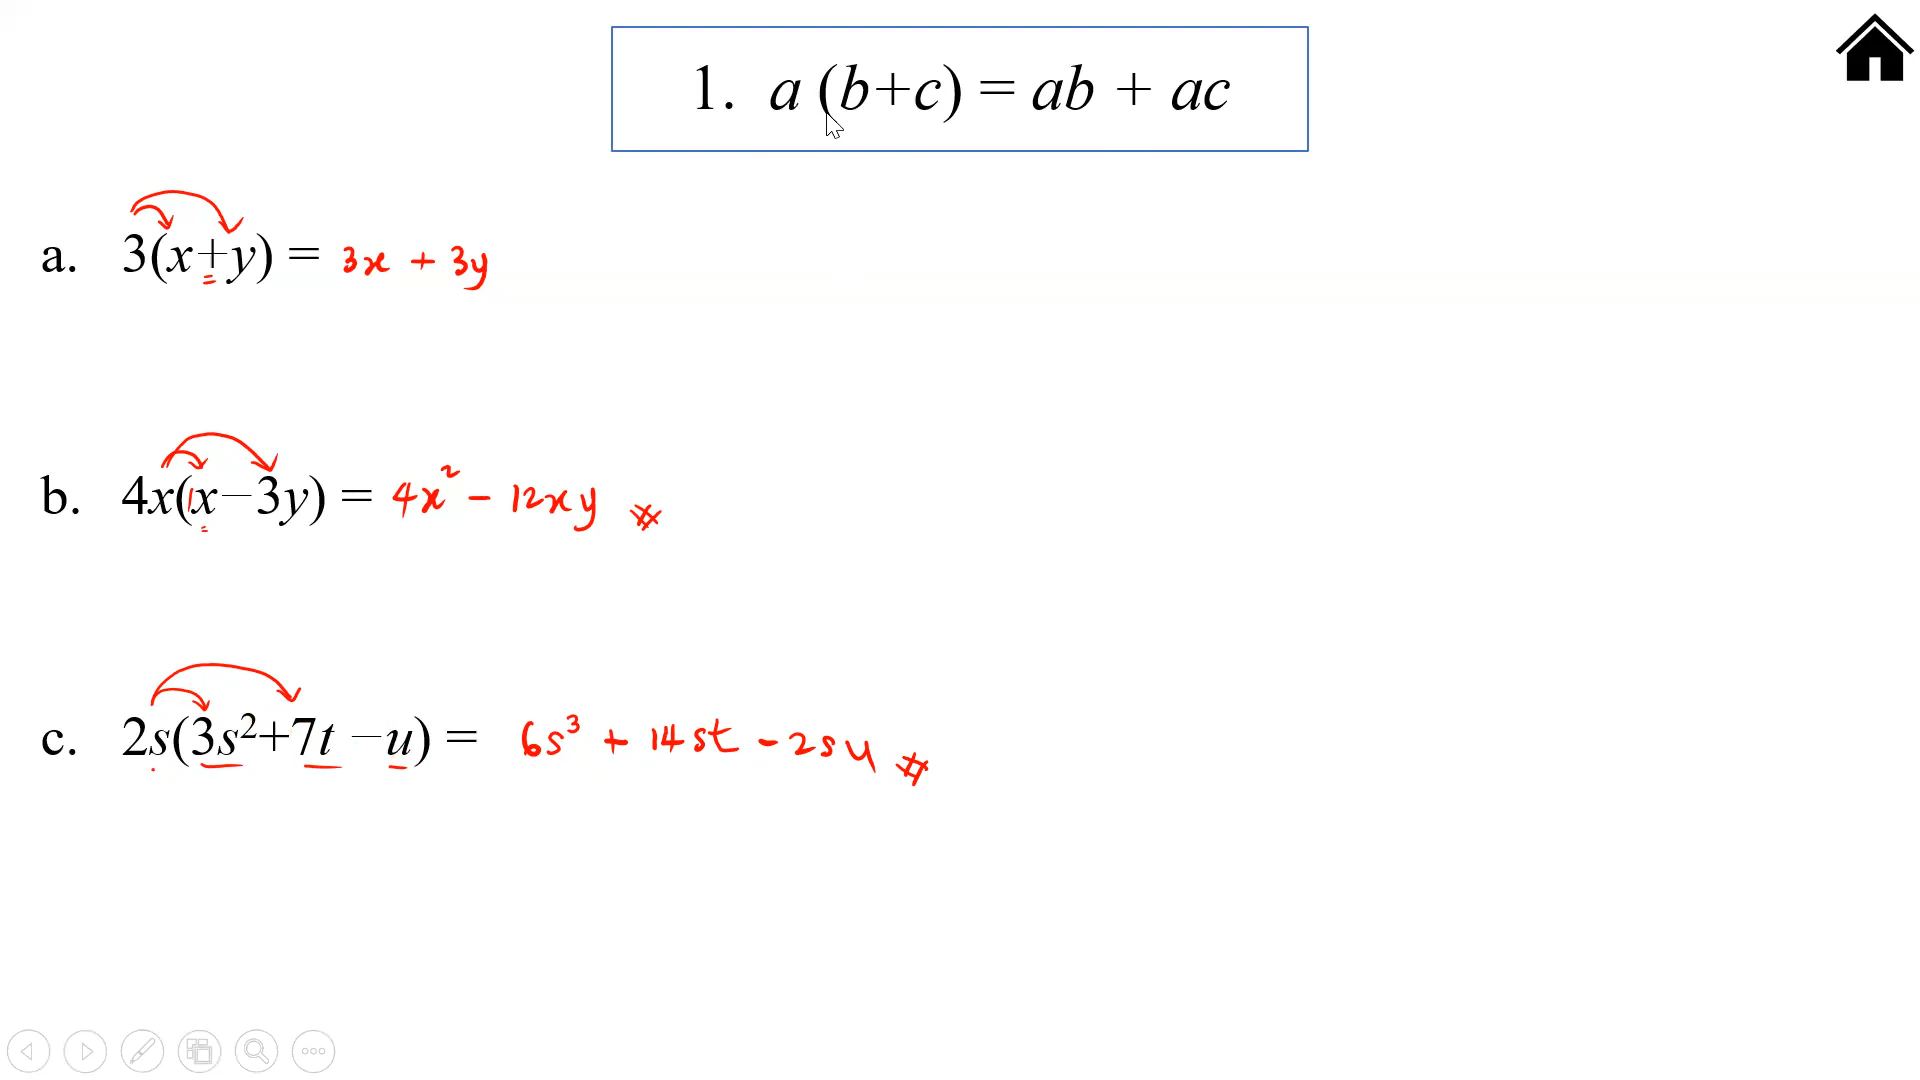 1. a (b+c) = ab + ac
a. 3(x+y) = 3x + 3y
b. 4x(x−3y) = 4x² − 12xy #
c. 2s(3s²+7t −u) = 6s³ + 14st − 2su #